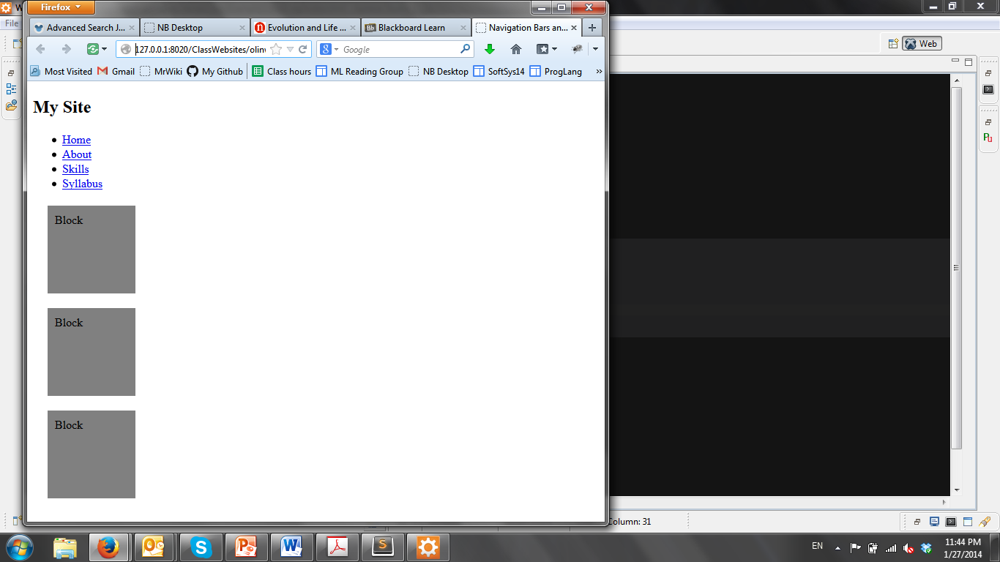 Firefox
W
File
Advanced Search J...
NB Desktop
Evolution and Life ...
Bb Blackboard Learn
Navigation Bars an...
127.0.0.1:8020/ClassWebsites/olin
Google
Web
Most Visited
Gmail
MrWiki
My Github
Class hours
ML Reading Group
NB Desktop
SoftSys14
ProgLang
»
My Site
Home
About
Skills
Syllabus
Block
Block
Block
Column: 31
EN
11:44 PM
1/27/2014